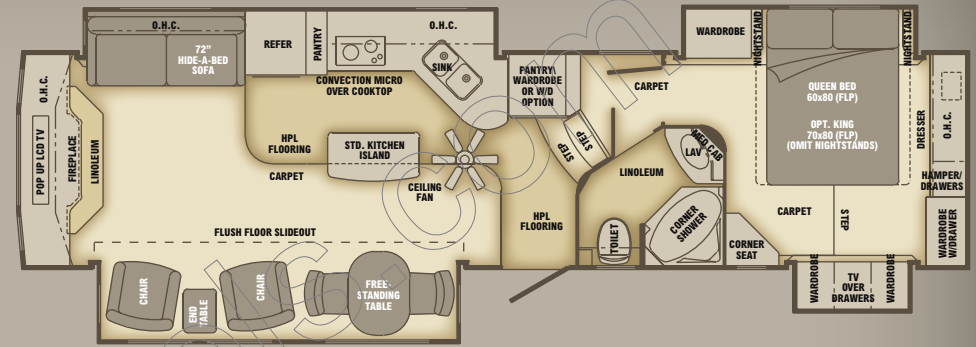 O.H.C.
72"
HIDE-A-BED
SOFA
REFER
PANTRY
O.H.C.
SINK
CONVECTION MICRO
OVER COOKTOP
PANTRY/
WARDROBE
OR W/D
OPTION
WARDROBE
NIGHTSTAND
NIGHTSTAND
CARPET
QUEEN BED
60x80 (FLP)
OPT. KING
70x80 (FLP)
(OMIT NIGHTSTANDS)
DRESSER
O.H.C.
HAMPER/
DRAWERS
WARDROBE
W/DRAWER
O.H.C.
POP UP LCD TV
FIREPLACE
LINOLEUM
HPL
FLOORING
CARPET
STD. KITCHEN
ISLAND
CEILING
FAN
STEP
STEP
LINOLEUM
LAV
MED CAB
HPL
FLOORING
TOILET
CORNER
SHOWER
CORNER
SEAT
CARPET
STEP
WARDROBE
TV
OVER
DRAWERS
WARDROBE
FLUSH FLOOR SLIDEOUT
CHAIR
END
TABLE
CHAIR
FREE-
STANDING
TABLE